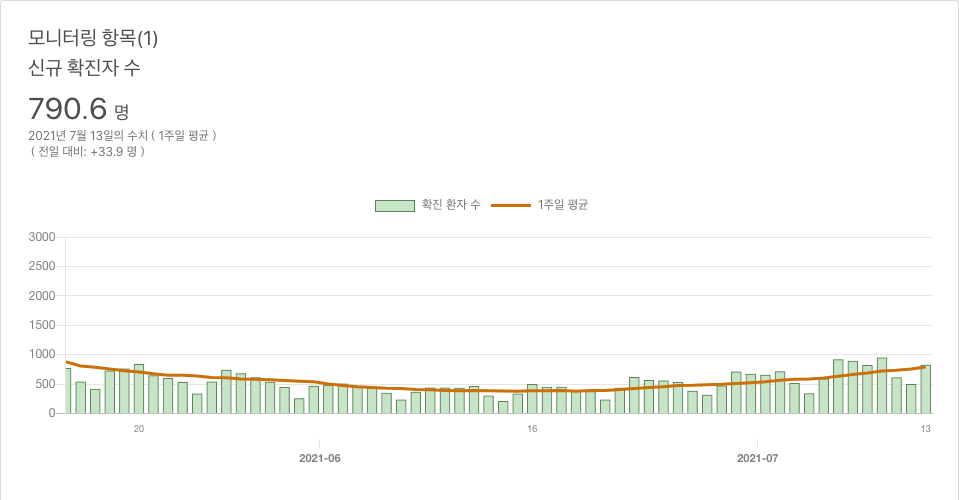 모니터링 항목(1)
신규 확진자 수
790.6 명
2021년 7월 13일의 수치 ( 1주일 평균 )
( 전일 대비: +33.9 명 )
확진 환자 수 1주일 평균
3000
2500
2000
1500
1000
500
0
20 16 13
2021-06 2021-07